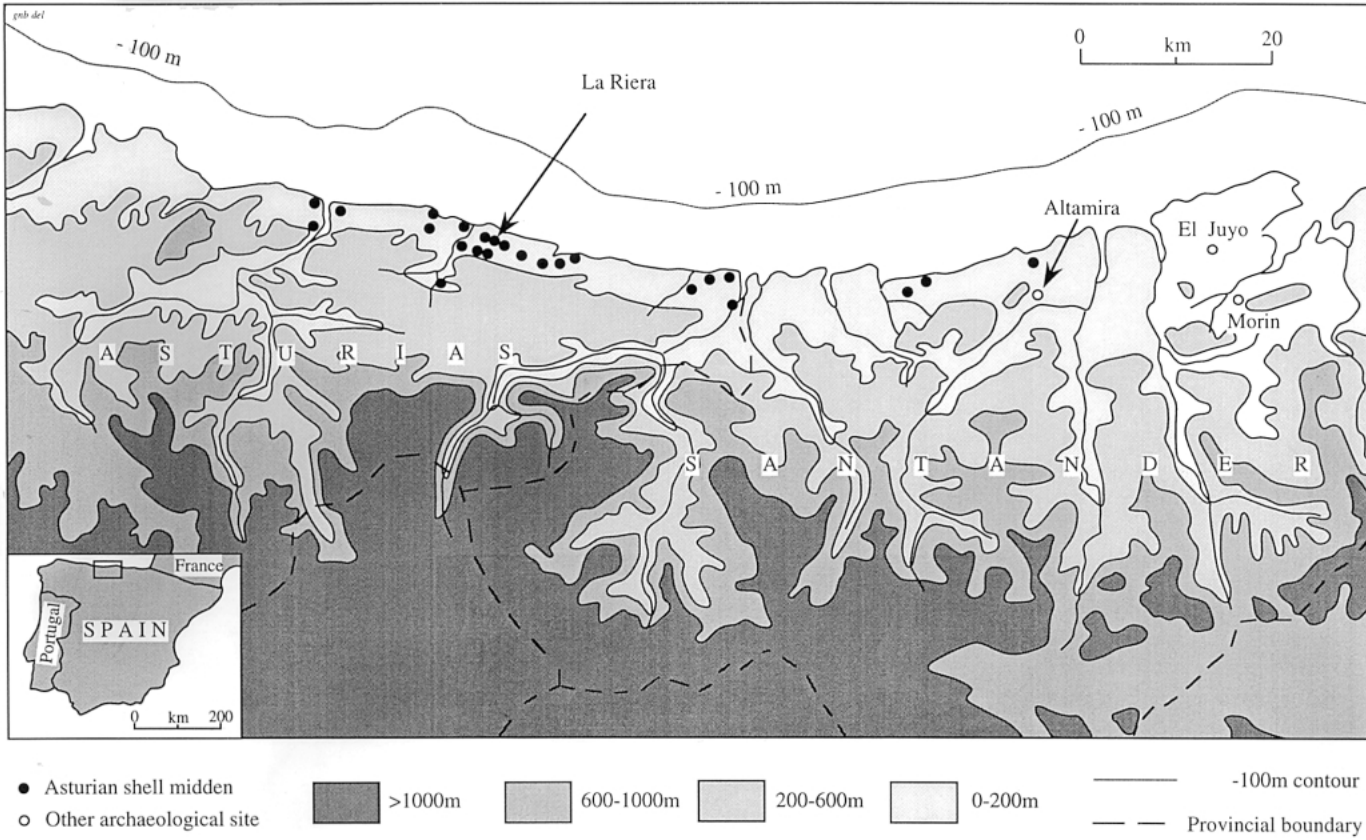 gnb del
0 20
km
- 100 m
La Riera
- 100 m
- 100 m
Altamira
El Juyo
Morin
A S T U R I A S
S A N T A N D E R
France
Portugal
SPAIN
0 km 200
Asturian shell midden
Other archaeological site
>1000m
600-1000m
200-600m
0-200m
-100m contour
Provincial boundary